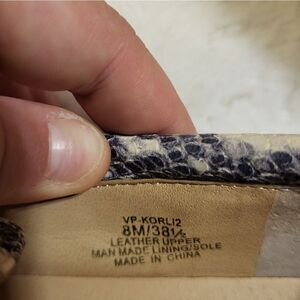 VP-KORLI2
8M/38½
LEATHER UPPER
MAN MADE LINING/SOLE
MADE IN CHINA